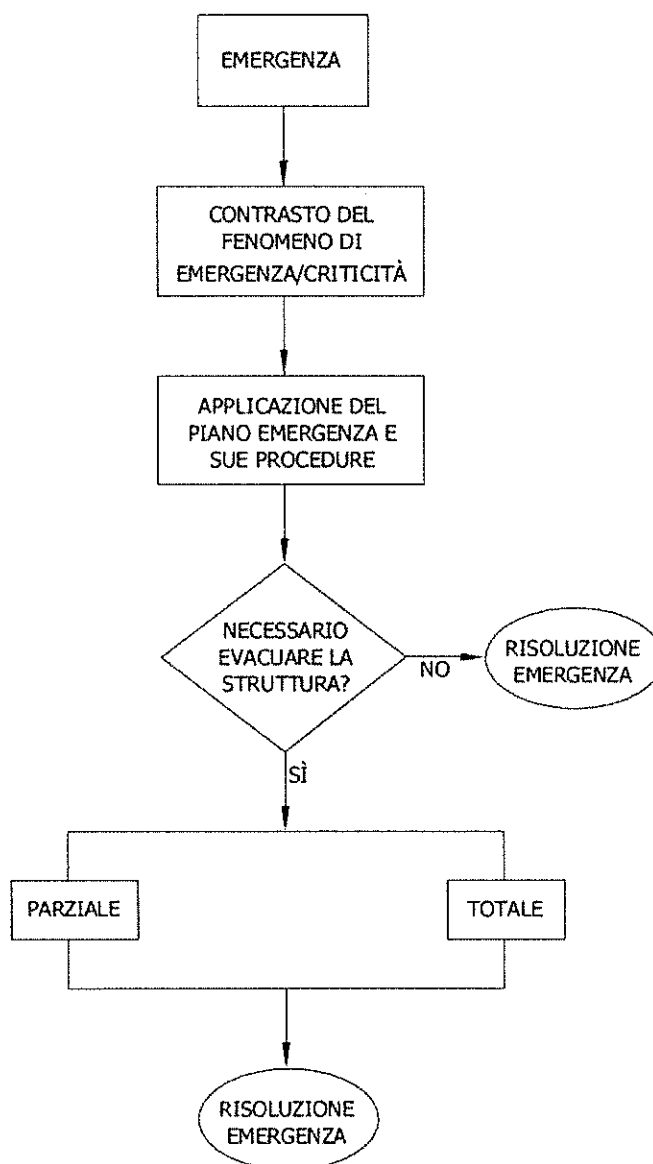 EMERGENZA
CONTRASTO DEL
FENOMENO DI
EMERGENZA/CRITICITÀ
APPLICAZIONE DEL
PIANO EMERGENZA E
SUE PROCEDURE
NECESSARIO
EVACUARE LA
STRUTTURA?
NO
RISOLUZIONE
EMERGENZA
SÌ
PARZIALE
TOTALE
RISOLUZIONE
EMERGENZA